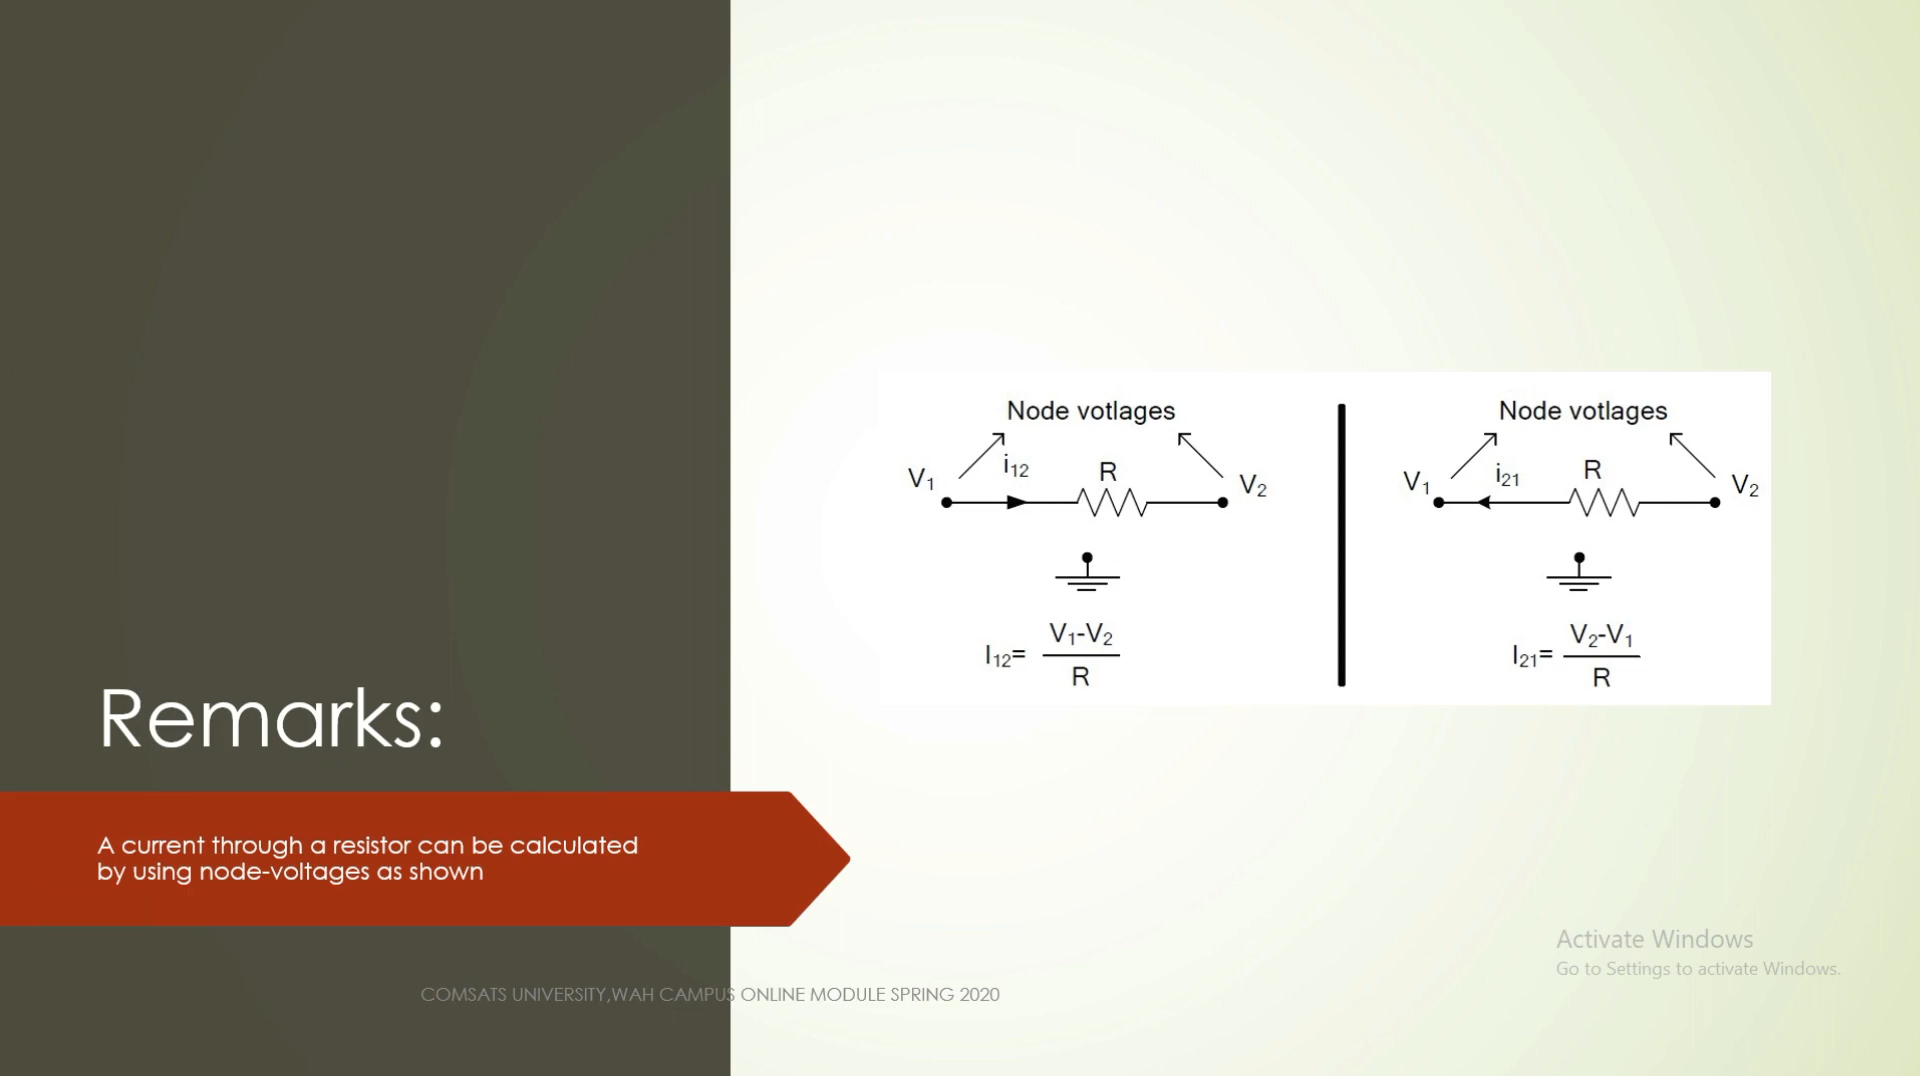 Remarks:
A current through a resistor can be calculated
by using node-voltages as shown
Node votlages
V₁
i₁₂
R
V₂
I₁₂=
V₁-V₂
R
Node votlages
V₁
i₂₁
R
V₂
I₂₁=
V₂-V₁
R
Activate Windows
Go to Settings to activate Windows.
COMSATS UNIVERSITY,WAH CAMPUS ONLINE MODULE SPRING 2020